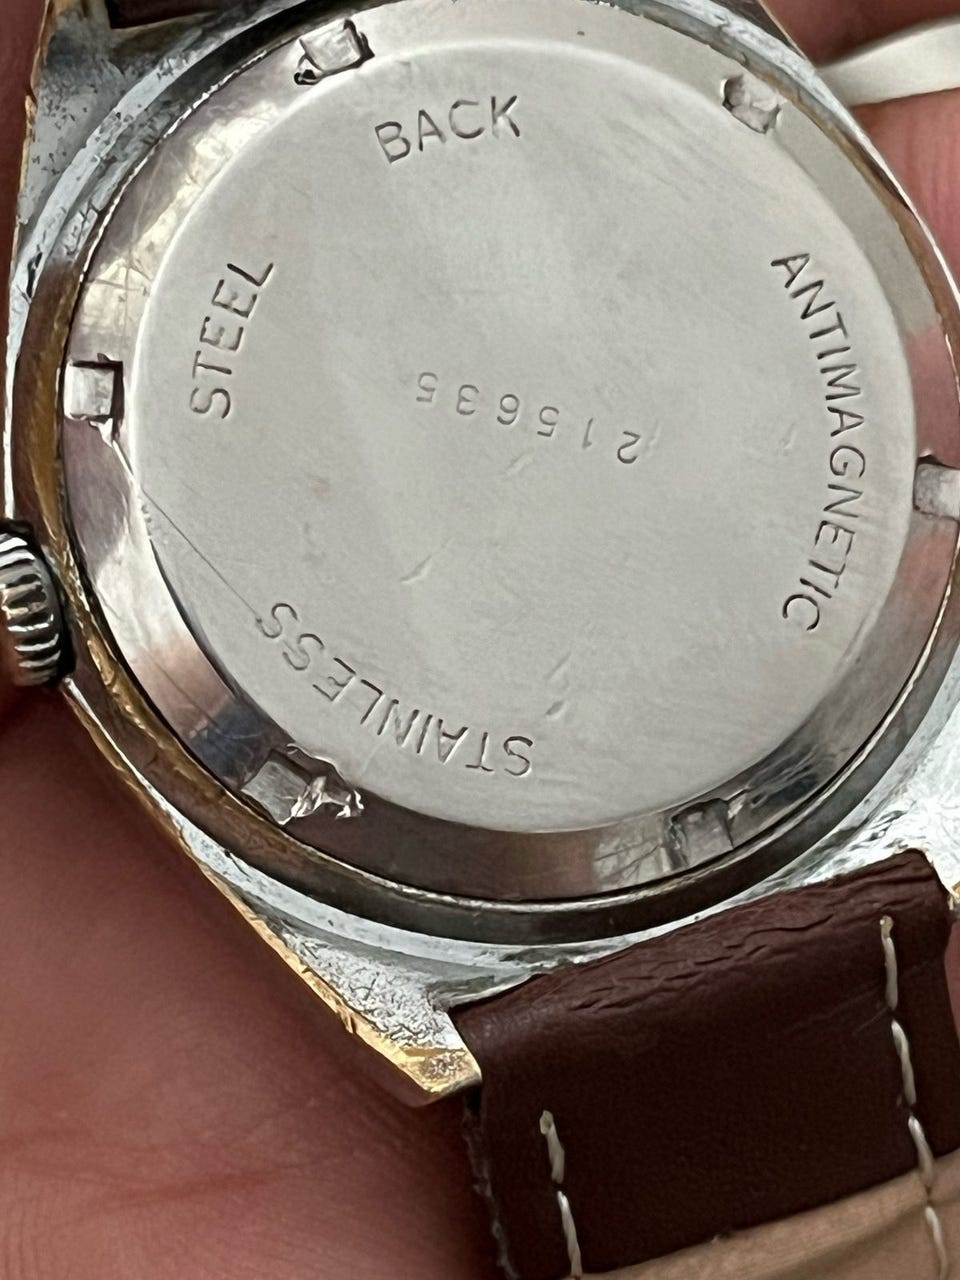 STAINLESS STEEL BACK
ANTIMAGNETIC
215635